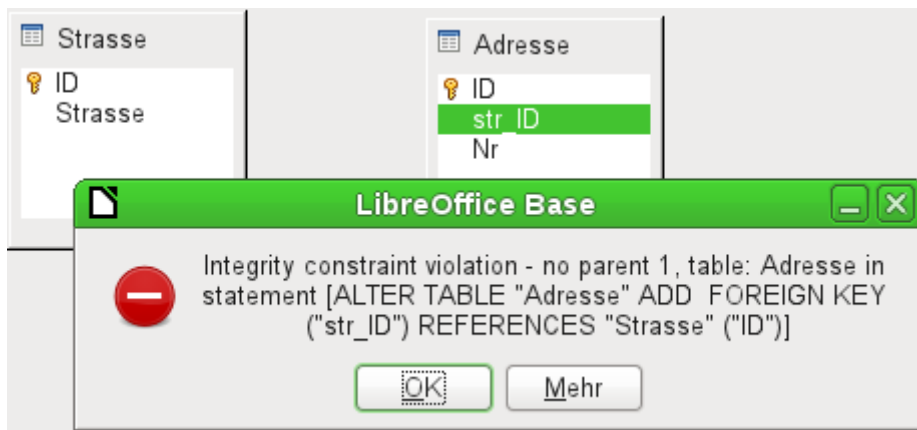 Strasse
ID
Strasse
Adresse
ID
str_ID
Nr
LibreOffice Base
Integrity constraint violation - no parent 1, table: Adresse in
statement [ALTER TABLE "Adresse" ADD  FOREIGN KEY
("str_ID") REFERENCES "Strasse" ("ID")]
OK
Mehr